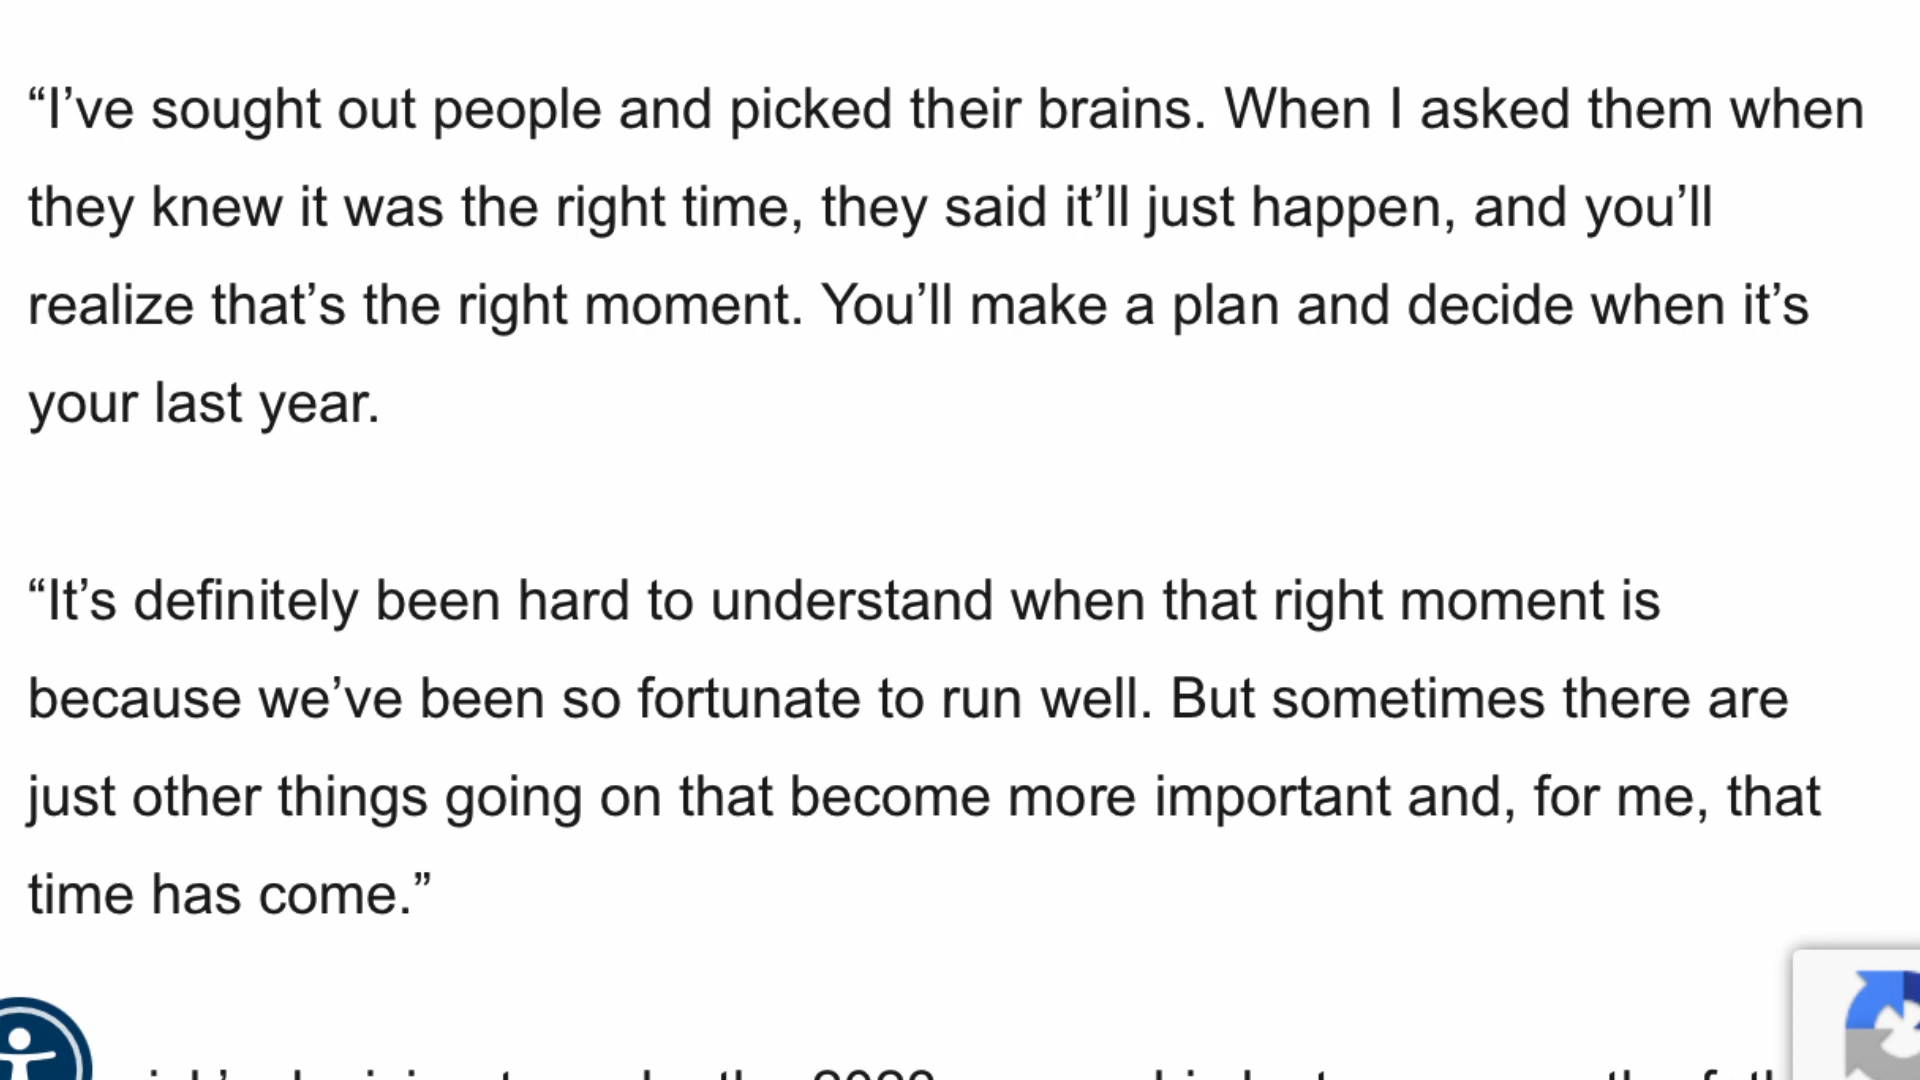 “I’ve sought out people and picked their brains. When I asked them when
they knew it was the right time, they said it’ll just happen, and you’ll
realize that’s the right moment. You’ll make a plan and decide when it’s
your last year.
“It’s definitely been hard to understand when that right moment is
because we’ve been so fortunate to run well. But sometimes there are
just other things going on that become more important and, for me, that
time has come.”